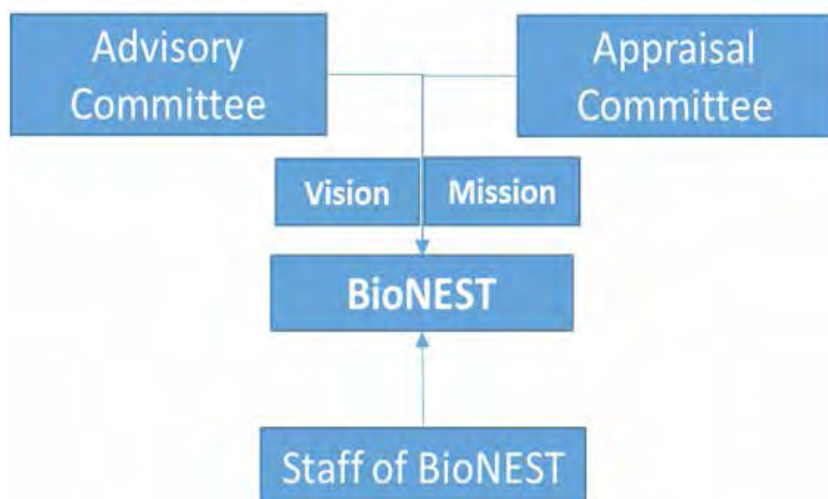 Advisory
Committee
Appraisal
Committee
Vision
Mission
BioNEST
Staff of BioNEST